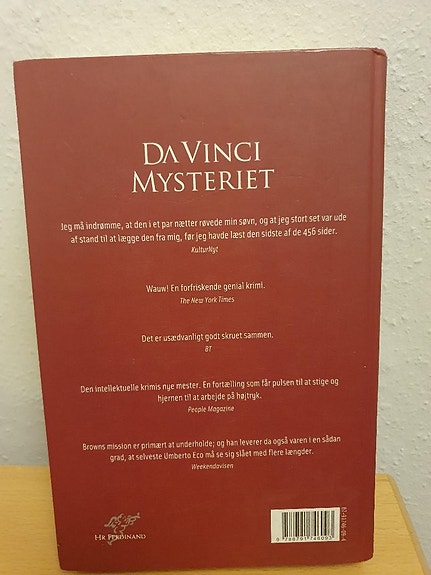 DA VINCI
MYSTERIET
Jeg må indrømme, at den i et par nætter røvede min søvn, og at jeg stort set var ude
af stand til at lægge den fra mig, før jeg havde læst den sidste af de 456 sider.
KulturNyt
Wauw! En forfriskende genial krimi.
The New York Times
Det er usædvanligt godt skruet sammen.
BT
Den intellektuelle krimis nye mester. En fortælling som får pulsen til at stige og
hjernen til at arbejde på højtryk.
People Magazine
Browns mission er primært at underholde; og han leverer da også varen i en sådan
grad, at selveste Umberto Eco må se sig slået med flere længder.
Weekendavisen
HR FERDINAND
9 788791 746093